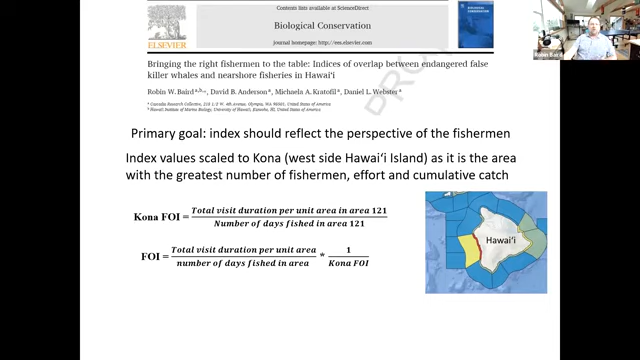 Contents lists available at ScienceDirect
Biological Conservation
journal homepage: http://ees.elsevier.com
ELSEVIER
Bringing the right fishermen to the table: Indices of overlap between endangered false
killer whales and nearshore fisheries in Hawai'i
Robin W. Baird a,b,*, David B. Anderson a, Michaela A. Kratofil a, Daniel L. Webster a
a Cascadia Research Collective, 218 1/2 W. 4th Avenue, Olympia, WA 98501, United States of America
b Hawai'i Institute of Marine Biology, University of Hawai'i, Kaneohe, HI, United States of America
Primary goal: index should reflect the perspective of the fishermen
Index values scaled to Kona (west side Hawai'i Island) as it is the area
with the greatest number of fishermen, effort and cumulative catch
Kona FOI = Total visit duration per unit area in area 121 / Number of days fished in area 121
FOI = Total visit duration per unit area / number of days fished in area * 1 / Kona FOI
Hawai'i
Robin Baird